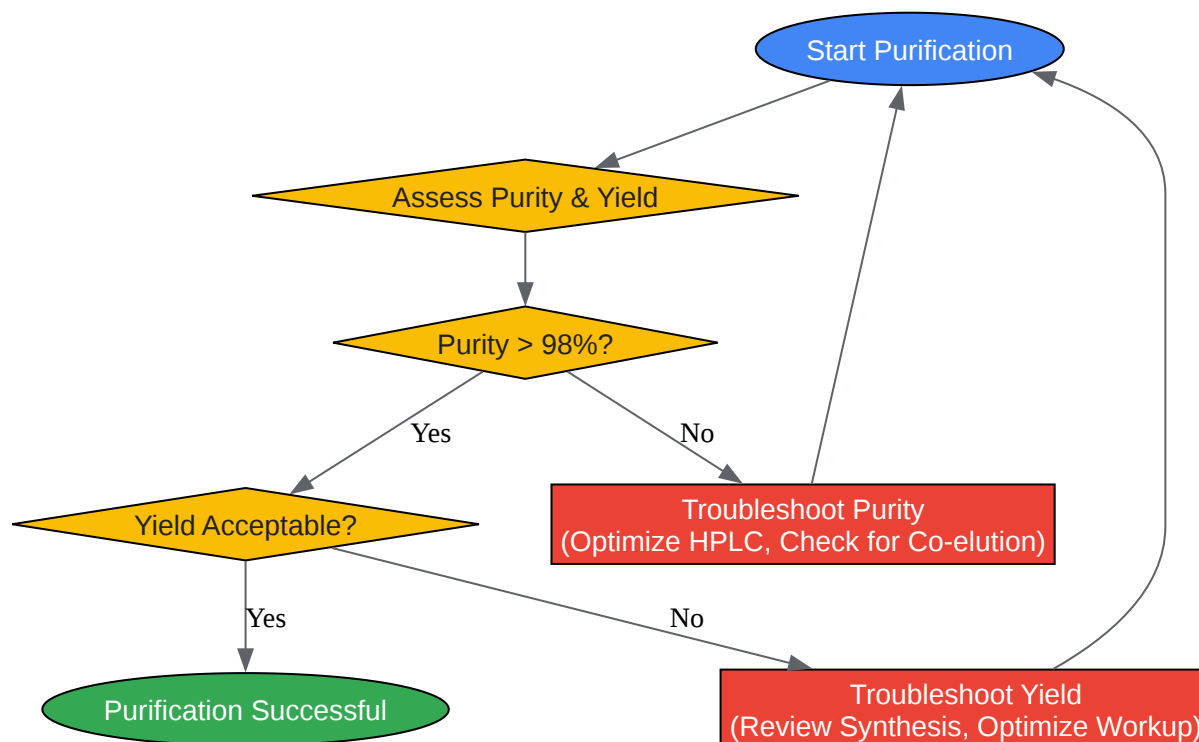 Start Purification
Assess Purity & Yield
Purity > 98%?
Yes
No
Yield Acceptable?
Troubleshoot Purity
(Optimize HPLC, Check for Co-elution)
Yes
No
Purification Successful
Troubleshoot Yield
(Review Synthesis, Optimize Workup)